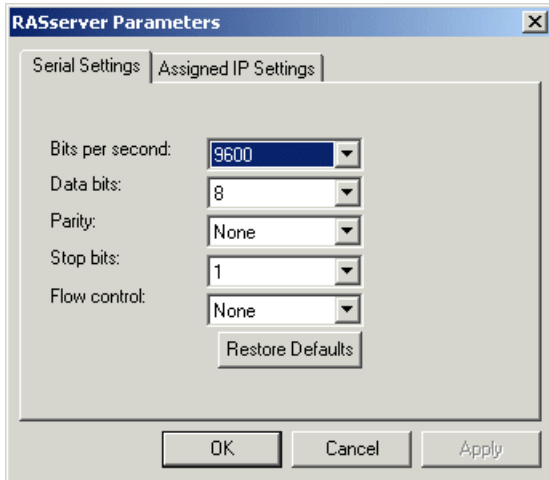 RASserver Parameters
Serial Settings Assigned IP Settings
Bits per second: 9600
Data bits: 8
Parity: None
Stop bits: 1
Flow control: None
Restore Defaults
OK Cancel Apply